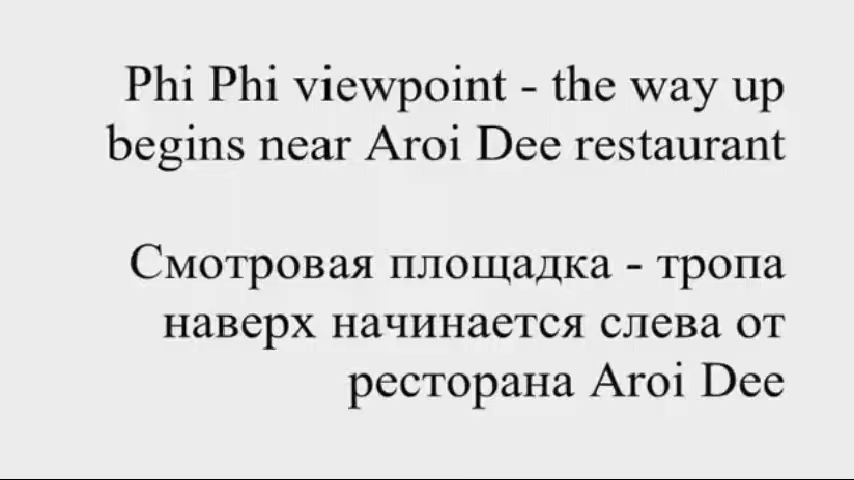 Phi Phi viewpoint - the way up
begins near Aroi Dee restaurant
Смотровая площадка - тропа
наверх начинается слева от
ресторана Aroi Dee